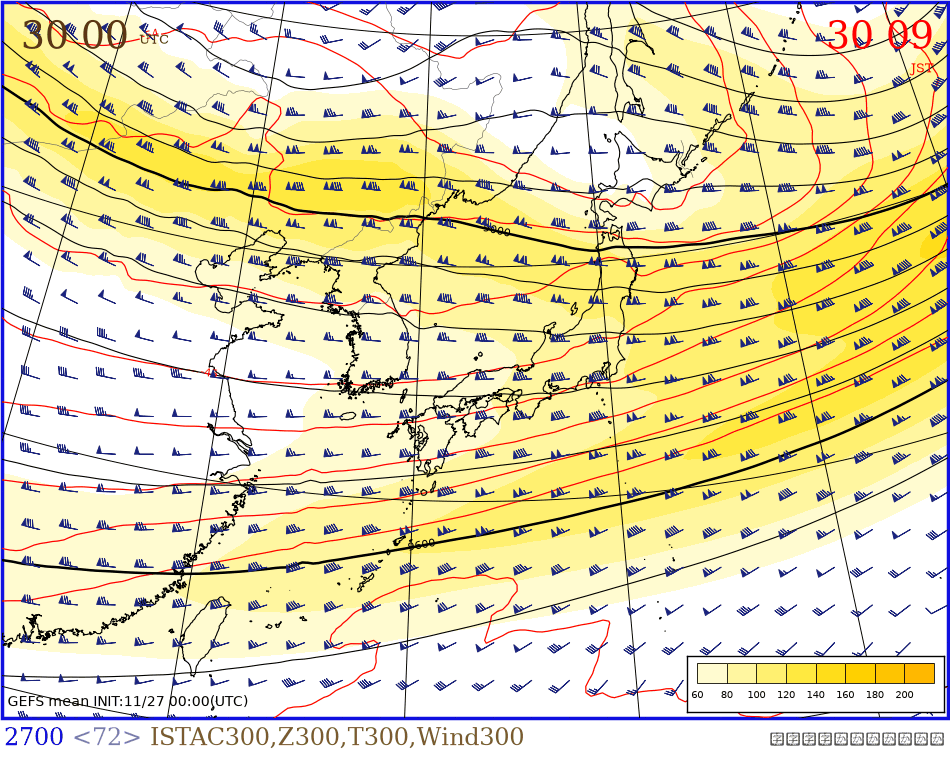 30 00 UTC
30 09 JST
9000
9600
60 80 100 120 140 160 180 200
GEFS mean INIT:11/27 00:00(UTC)
2700 <72> ISTAC300,Z300,T300,Wind300